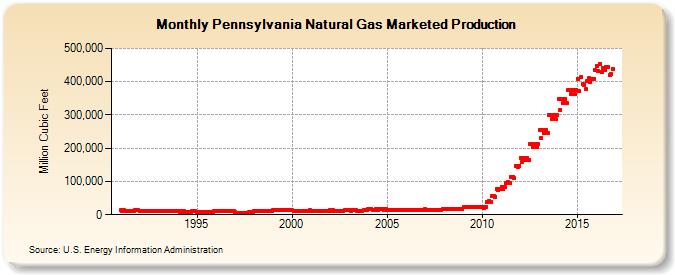 Monthly Pennsylvania Natural Gas Marketed Production
Million Cubic Feet
500,000
400,000
300,000
200,000
100,000
0
1995 2000 2005 2010 2015
Source: U.S. Energy Information Administration